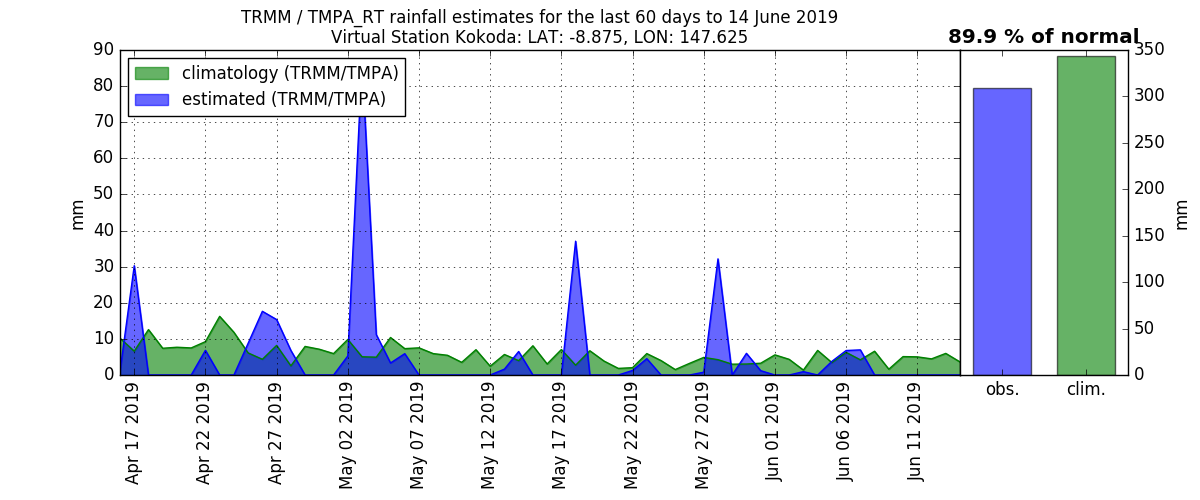 TRMM / TMPA_RT rainfall estimates for the last 60 days to 14 June 2019
Virtual Station Kokoda: LAT: -8.875, LON: 147.625
89.9 % of normal
climatology (TRMM/TMPA)
estimated (TRMM/TMPA)
90
80
70
60
50
40
30
20
10
0
mm
Apr 17 2019
Apr 22 2019
Apr 27 2019
May 02 2019
May 07 2019
May 12 2019
May 17 2019
May 22 2019
May 27 2019
Jun 01 2019
Jun 06 2019
Jun 11 2019
350
300
250
200
150
100
50
0
mm
obs.
clim.